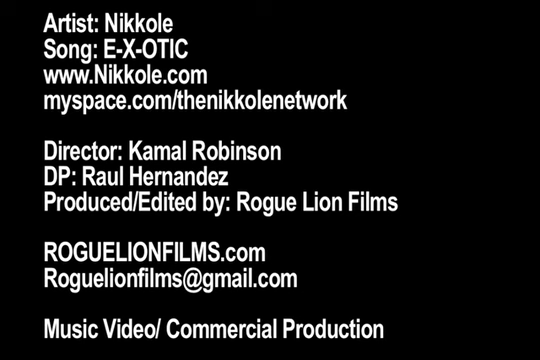 Artist: Nikkole
Song: E-X-OTIC
www.Nikkole.com
myspace.com/thenikkolenetwork
Director: Kamal Robinson
DP: Raul Hernandez
Produced/Edited by: Rogue Lion Films
ROGUELIONFILMS.com
Roguelionfilms@gmail.com
Music Video/ Commercial Production